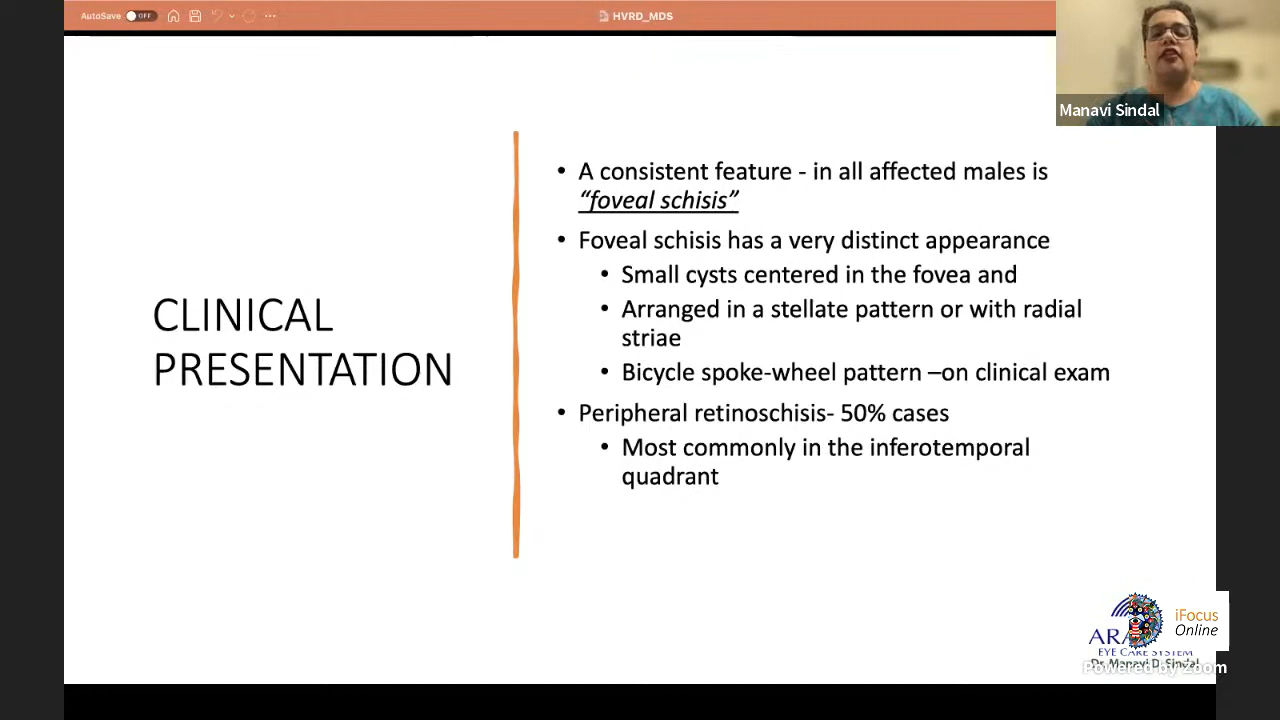 AutoSave OFF
HVRD_MDS
Manavi Sindal
CLINICAL
PRESENTATION
• A consistent feature - in all affected males is
“foveal schisis”
• Foveal schisis has a very distinct appearance
• Small cysts centered in the fovea and
• Arranged in a stellate pattern or with radial
striae
• Bicycle spoke-wheel pattern –on clinical exam
• Peripheral retinoschisis- 50% cases
• Most commonly in the inferotemporal
quadrant
iFocus
Online
EYE CARE SYSTEM
Dr. Manavi D. Sindal
Powered by Zoom